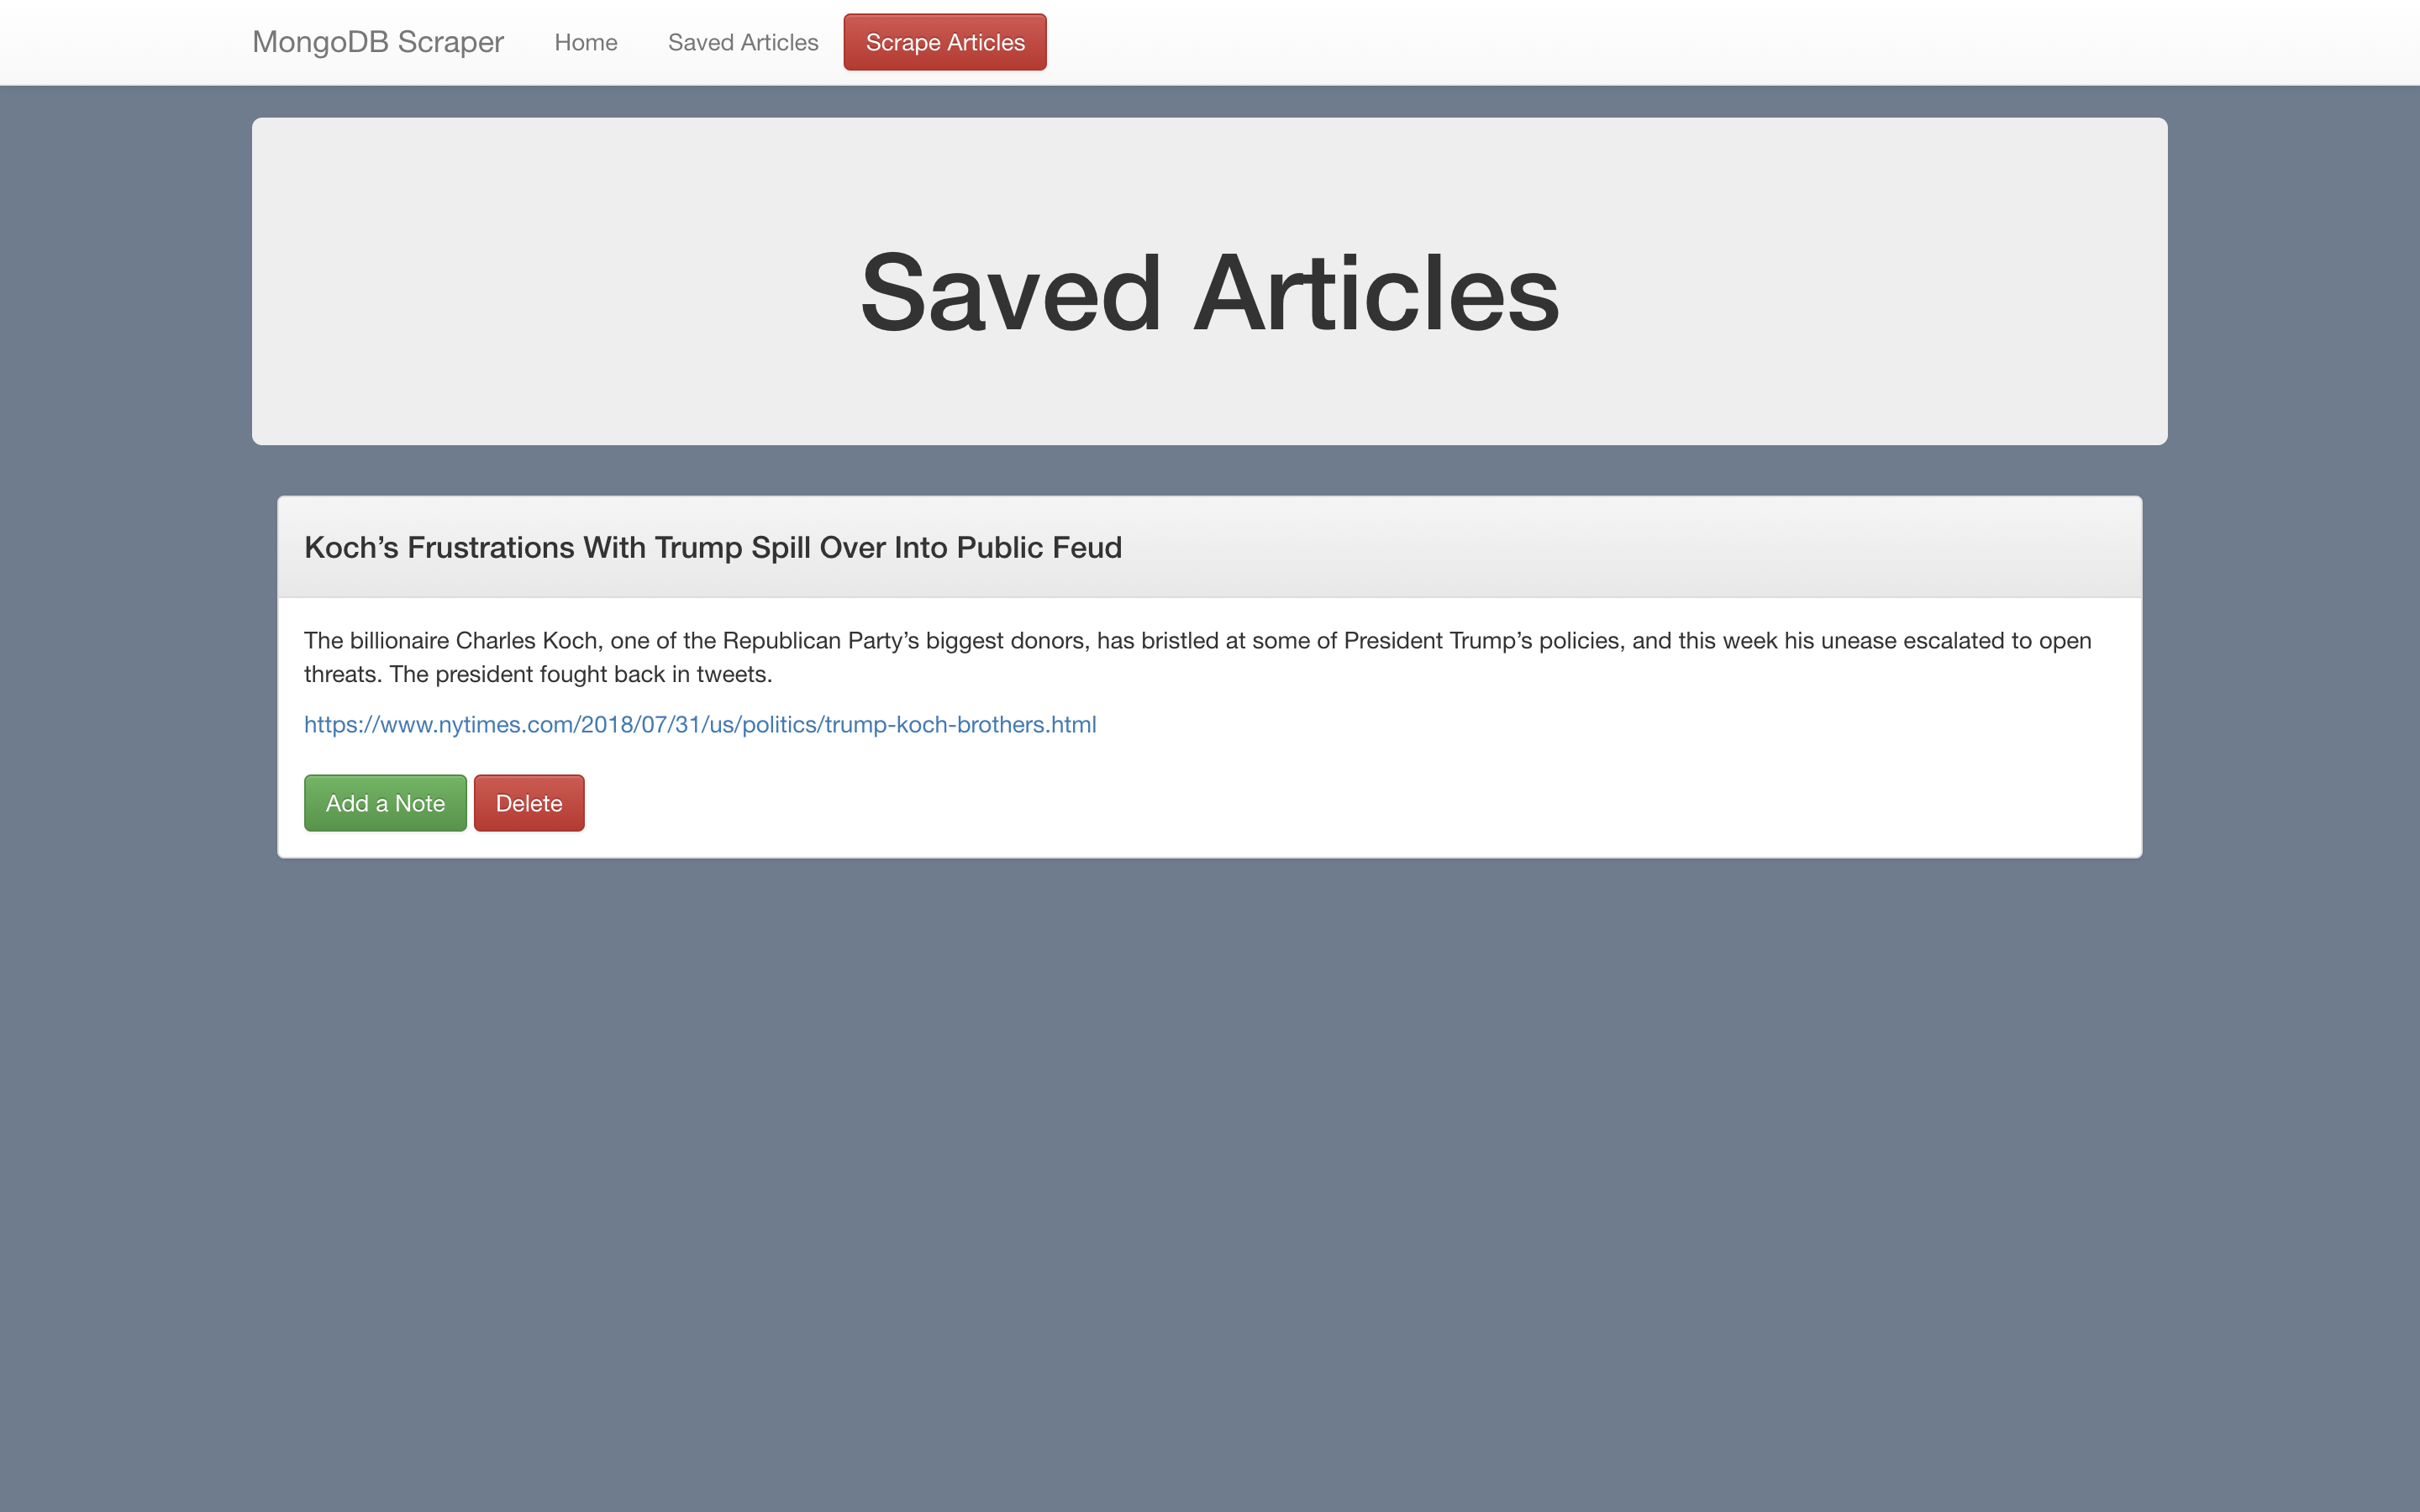 MongoDB Scraper Home Saved Articles Scrape Articles
Saved Articles
Koch’s Frustrations With Trump Spill Over Into Public Feud
The billionaire Charles Koch, one of the Republican Party’s biggest donors, has bristled at some of President Trump’s policies, and this week his unease escalated to open
threats. The president fought back in tweets.
https://www.nytimes.com/2018/07/31/us/politics/trump-koch-brothers.html
Add a Note Delete